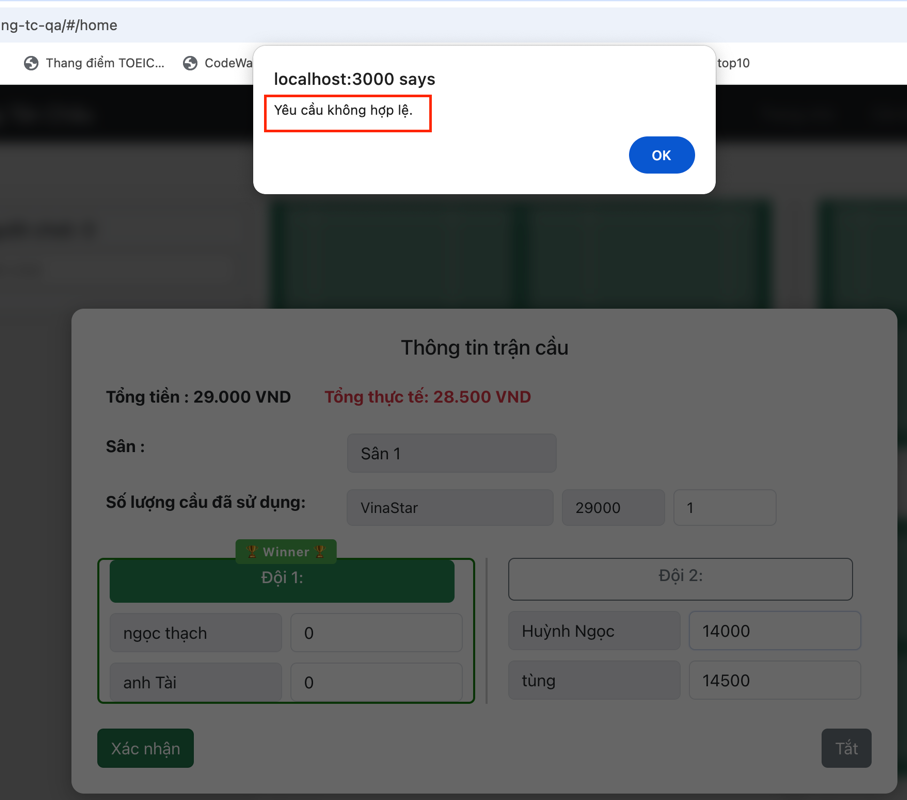 ng-tc-qa/#/home
Thang điểm TOEIC... CodeWa top10
localhost:3000 says
Yêu cầu không hợp lệ.
OK
Thông tin trận cầu
Tổng tiền : 29.000 VND Tổng thực tế: 28.500 VND
Sân : Sân 1
Số lượng cầu đã sử dụng: VinaStar 29000 1
🏆 Winner 🏆
Đội 1: Đội 2:
ngọc thạch 0 Huỳnh Ngọc 14000
anh Tài 0 tùng 14500
Xác nhận Tắt